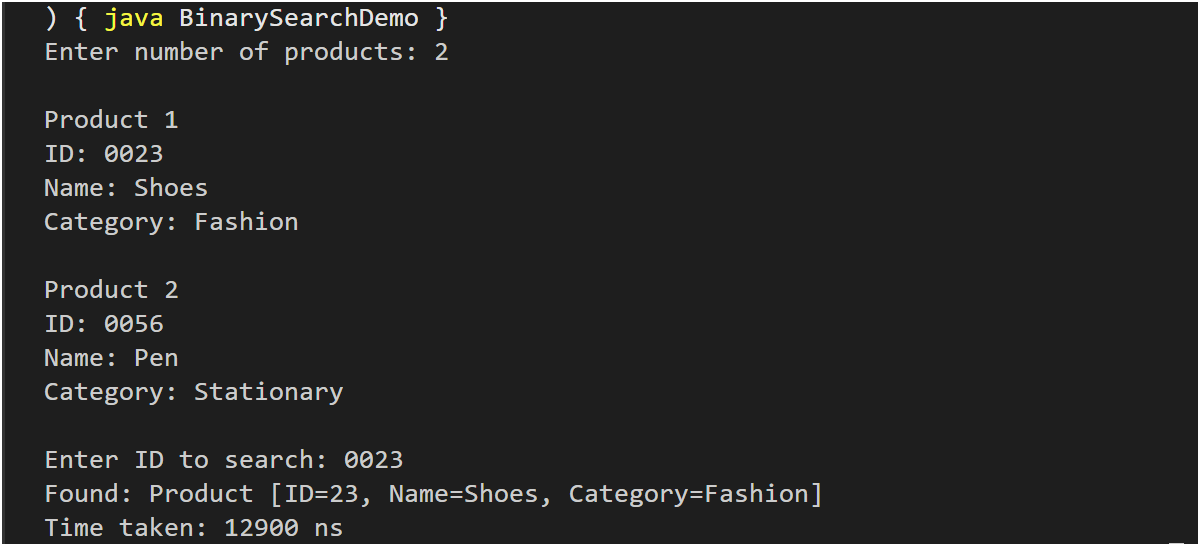 ) { java BinarySearchDemo }
Enter number of products: 2
Product 1
ID: 0023
Name: Shoes
Category: Fashion
Product 2
ID: 0056
Name: Pen
Category: Stationary
Enter ID to search: 0023
Found: Product [ID=23, Name=Shoes, Category=Fashion]
Time taken: 12900 ns